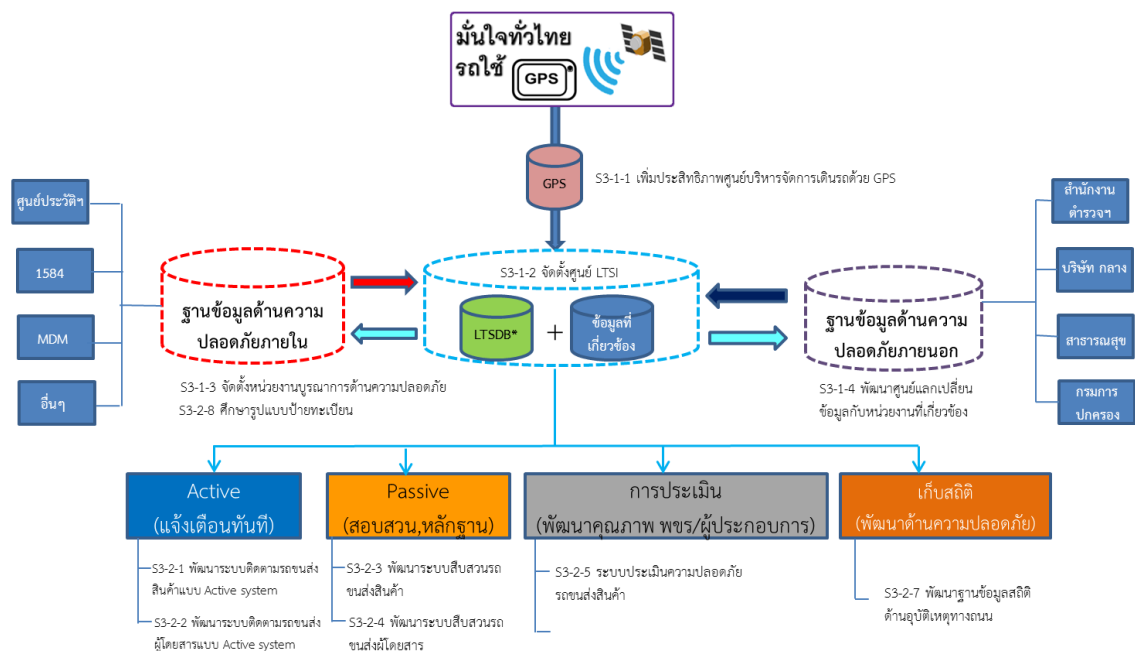 มั่นใจทั่วไทย
รถใช้ GPS
GPS
S3-1-1 เพิ่มประสิทธิภาพศูนย์บริหารจัดการเดินรถด้วย GPS
ศูนย์ประวัติฯ
1584
MDM
อื่นๆ
ฐานข้อมูลด้านความ
ปลอดภัยภายใน
S3-1-2 จัดตั้งศูนย์ LTSI
LTSDB*
+
ข้อมูลที่
เกี่ยวข้อง
ฐานข้อมูลด้านความ
ปลอดภัยภายนอก
สำนักงาน
ตำรวจฯ
บริษัท กลาง
สาธารณสุข
กรมการ
ปกครอง
S3-1-3 จัดตั้งหน่วยงานบูรณาการด้านความปลอดภัย
S3-2-8 ศึกษารูปแบบป้ายทะเบียน
S3-1-4 พัฒนาศูนย์แลกเปลี่ยน
ข้อมูลกับหน่วยงานที่เกี่ยวข้อง
Active
(แจ้งเตือนทันที)
S3-2-1 พัฒนาระบบติดตามรถขนส่ง
สินค้าแบบ Active system
S3-2-2 พัฒนาระบบติดตามรถขนส่ง
ผู้โดยสารแบบ Active system
Passive
(สอบสวน,หลักฐาน)
S3-2-3 พัฒนาระบบสืบสวนรถ
ขนส่งสินค้า
S3-2-4 พัฒนาระบบสืบสวนรถ
ขนส่งผู้โดยสาร
การประเมิน
(พัฒนาคุณภาพ พขร/ผู้ประกอบการ)
S3-2-5 ระบบประเมินความปลอดภัย
รถขนส่งสินค้า
เก็บสถิติ
(พัฒนาด้านความปลอดภัย)
S3-2-7 พัฒนาฐานข้อมูลสถิติ
ด้านอุบัติเหตุทางถนน